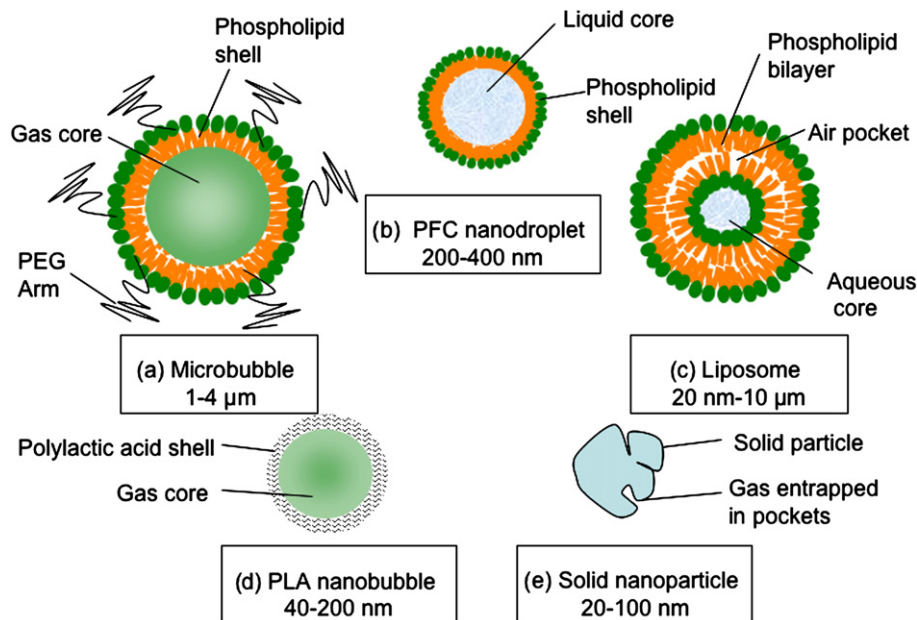 Phospholipid
shell
Gas core
PEG
Arm
(a) Microbubble
1-4 µm
Liquid core
Phospholipid
shell
(b) PFC nanodroplet
200-400 nm
Phospholipid
bilayer
Air pocket
Aqueous
core
(c) Liposome
20 nm-10 µm
Polylactic acid shell
Gas core
(d) PLA nanobubble
40-200 nm
Solid particle
Gas entrapped
in pockets
(e) Solid nanoparticle
20-100 nm